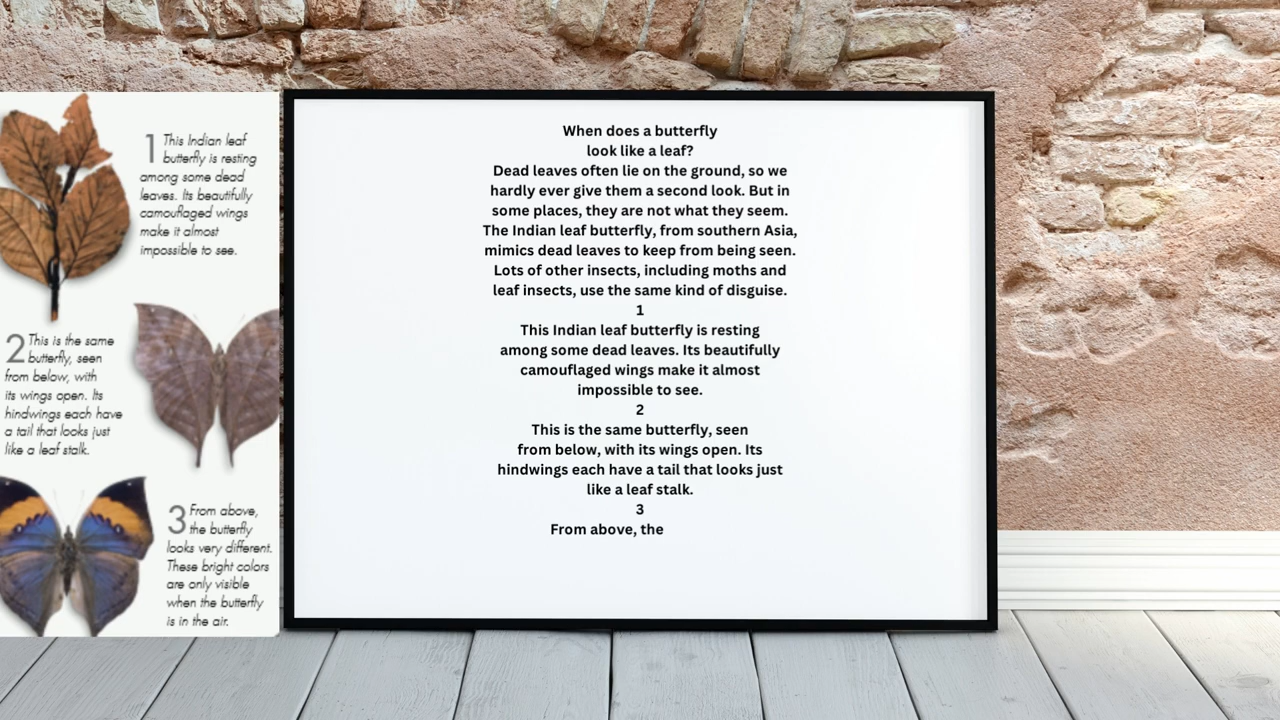 1 This Indian leaf
butterfly is resting
among some dead
leaves. Its beautifully
camouflaged wings
make it almost
impossible to see.
2 This is the same
butterfly, seen
from below, with
its wings open. Its
hindwings each have
a tail that looks just
like a leaf stalk.
3 From above,
the butterfly
looks very different.
These bright colors
are only visible
when the butterfly
is in the air.
When does a butterfly
look like a leaf?
Dead leaves often lie on the ground, so we
hardly ever give them a second look. But in
some places, they are not what they seem.
The Indian leaf butterfly, from southern Asia,
mimics dead leaves to keep from being seen.
Lots of other insects, including moths and
leaf insects, use the same kind of disguise.
1
This Indian leaf butterfly is resting
among some dead leaves. Its beautifully
camouflaged wings make it almost
impossible to see.
2
This is the same butterfly, seen
from below, with its wings open. Its
hindwings each have a tail that looks just
like a leaf stalk.
3
From above, the